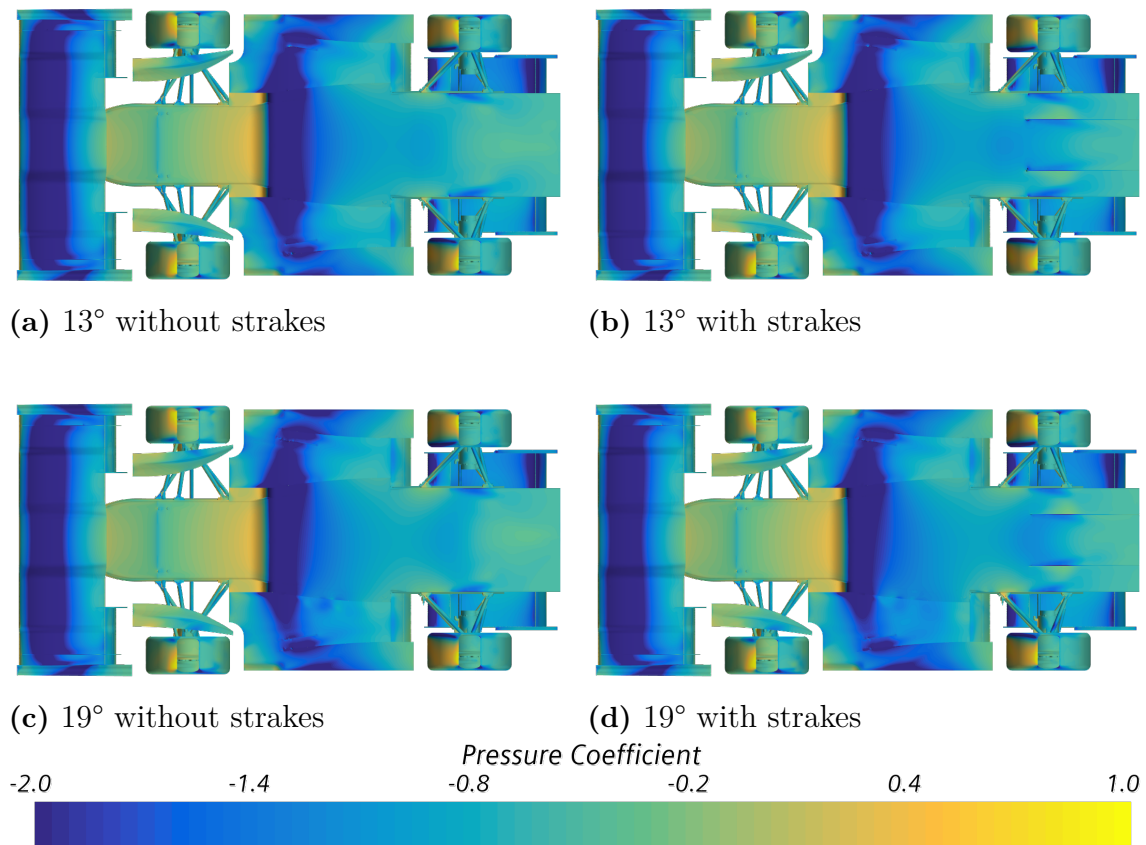 (a) 13° without strakes
(b) 13° with strakes
(c) 19° without strakes
(d) 19° with strakes
Pressure Coefficient
-2.0 -1.4 -0.8 -0.2 0.4 1.0